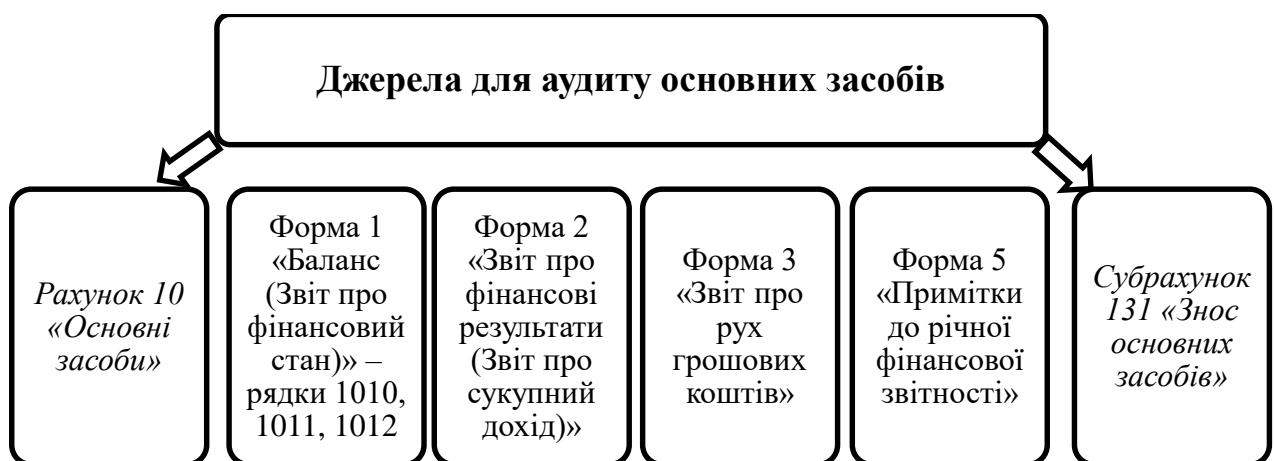 Джерела для аудиту основних засобів
Рахунок 10
«Основні
засоби»
Форма 1
«Баланс
(Звіт про
фінансовий
стан)» –
рядки 1010,
1011, 1012
Форма 2
«Звіт про
фінансові
результати
(Звіт про
сукупний
дохід)»
Форма 3
«Звіт про
рух
грошових
коштів»
Форма 5
«Примітки
до річної
фінансової
звітності»
Субрахунок
131 «Знос
основних
засобів»